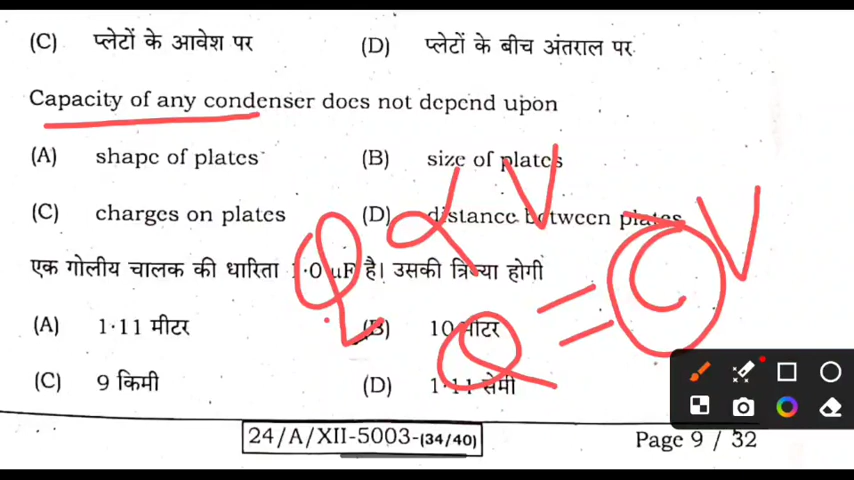 (C) प्लेटों के आवेश पर (D) प्लेटों के बीच अंतराल पर
Capacity of any condenser does not depend upon
(A) shape of plates (B) size of plates
(C) charges on plates (D) distance between plates
Q α V
एक गोलीय चालक की धारिता 1·0 μF है। उसकी त्रिज्या होगी
Q = CV
(A) 1·11 मीटर (B) 10 मीटर
(C) 9 किमी (D) 1·11 सेमी
24/A/XII-5003-(34/40) Page 9 / 32